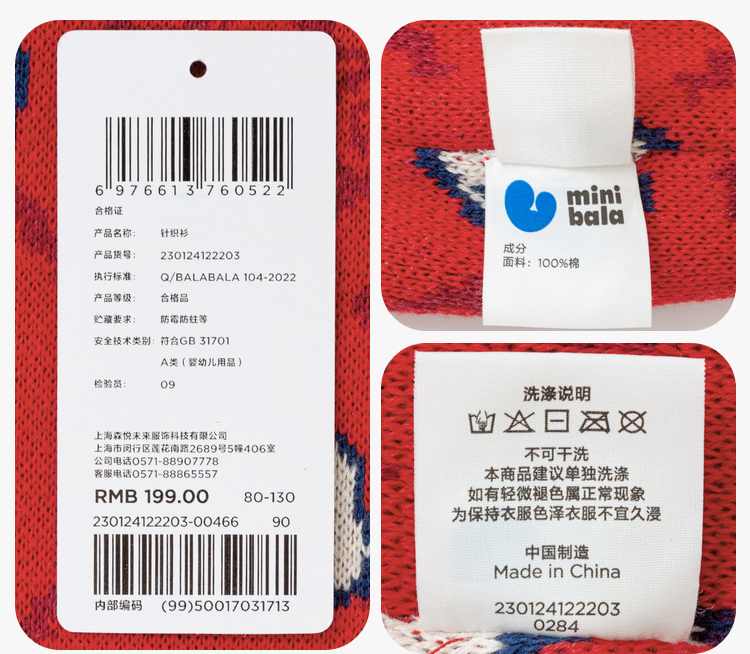 6 976613 760522
合格证
产品名称： 针织衫
产品货号： 230124122203
执行标准： Q/BALABALA 104-2022
产品等级： 合格品
贮藏要求： 防霉防蛀等
安全技术类别： 符合GB 31701
A类（婴幼儿用品）
检验员： 09
上海森悦未来服饰科技有限公司
上海市闵行区莲花南路2689号5幢406室
公司电话0571-88907778
客服电话0571-88865557
RMB 199.00 80-130
230124122203-00466 90
内部编码 (99)50017031713
mini
bala
成分
面料：100%棉
洗涤说明
不可干洗
本商品建议单独洗涤
如有轻微褪色属正常现象
为保持衣服色泽衣服不宜久浸
中国制造
Made in China
230124122203
0284